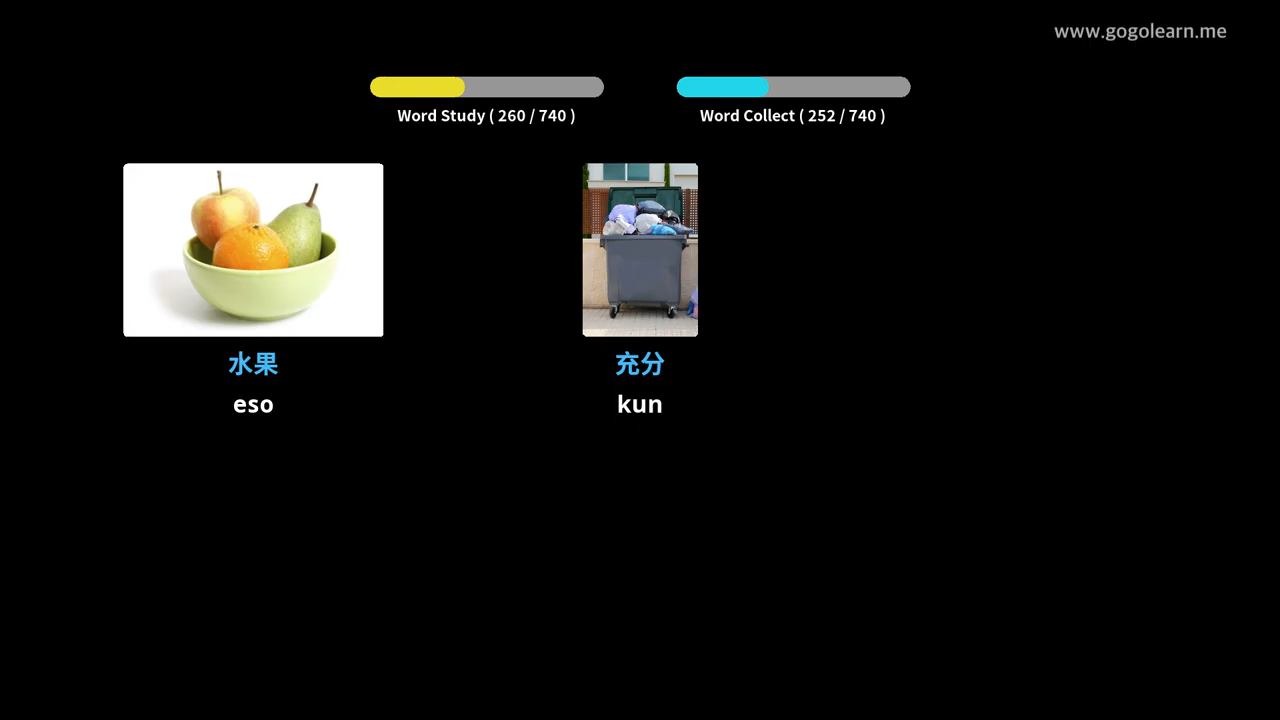 www.gogolearn.me
Word Study ( 260 / 740 )
Word Collect ( 252 / 740 )
水果
eso
充分
kun